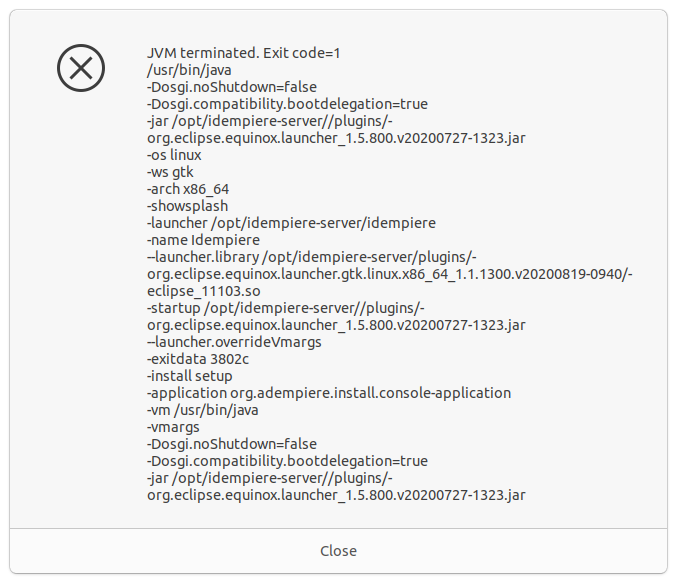 JVM terminated. Exit code=1
/usr/bin/java
-Dosgi.noShutdown=false
-Dosgi.compatibility.bootdelegation=true
-jar /opt/idempiere-server//plugins/-
org.eclipse.equinox.launcher_1.5.800.v20200727-1323.jar
-os linux
-ws gtk
-arch x86_64
-showsplash
-launcher /opt/idempiere-server/idempiere
-name Idempiere
--launcher.library /opt/idempiere-server/plugins/-
org.eclipse.equinox.launcher.gtk.linux.x86_64_1.1.1300.v20200819-0940/-
eclipse_11103.so
-startup /opt/idempiere-server//plugins/-
org.eclipse.equinox.launcher_1.5.800.v20200727-1323.jar
--launcher.overrideVmargs
-exitdata 3802c
-install setup
-application org.adempiere.install.console-application
-vm /usr/bin/java
-vmargs
-Dosgi.noShutdown=false
-Dosgi.compatibility.bootdelegation=true
-jar /opt/idempiere-server//plugins/-
org.eclipse.equinox.launcher_1.5.800.v20200727-1323.jar
Close